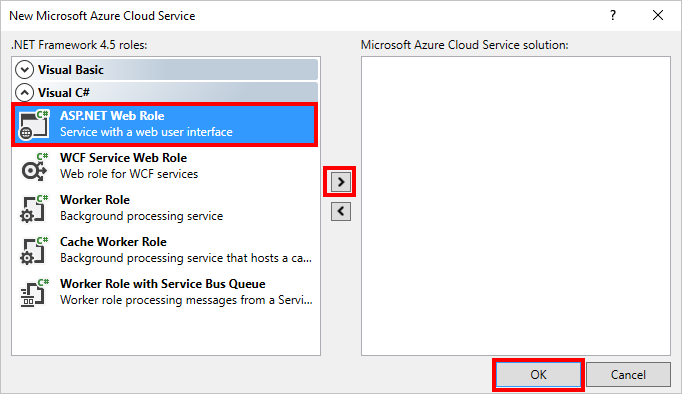 New Microsoft Azure Cloud Service
.NET Framework 4.5 roles:
Microsoft Azure Cloud Service solution:
Visual Basic
Visual C#
C#
ASP.NET Web Role
Service with a web user interface
C#
WCF Service Web Role
Web role for WCF services
C#
Worker Role
Background processing service
C#
Cache Worker Role
Background processing service that hosts a ca...
C#
Worker Role with Service Bus Queue
Worker role processing messages from a Servi...
OK
Cancel